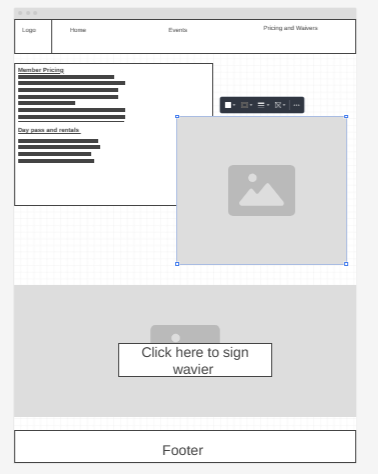 Logo Home Events Pricing and Waivers
Member Pricing
Day pass and rentals
Click here to sign
wavier
Footer